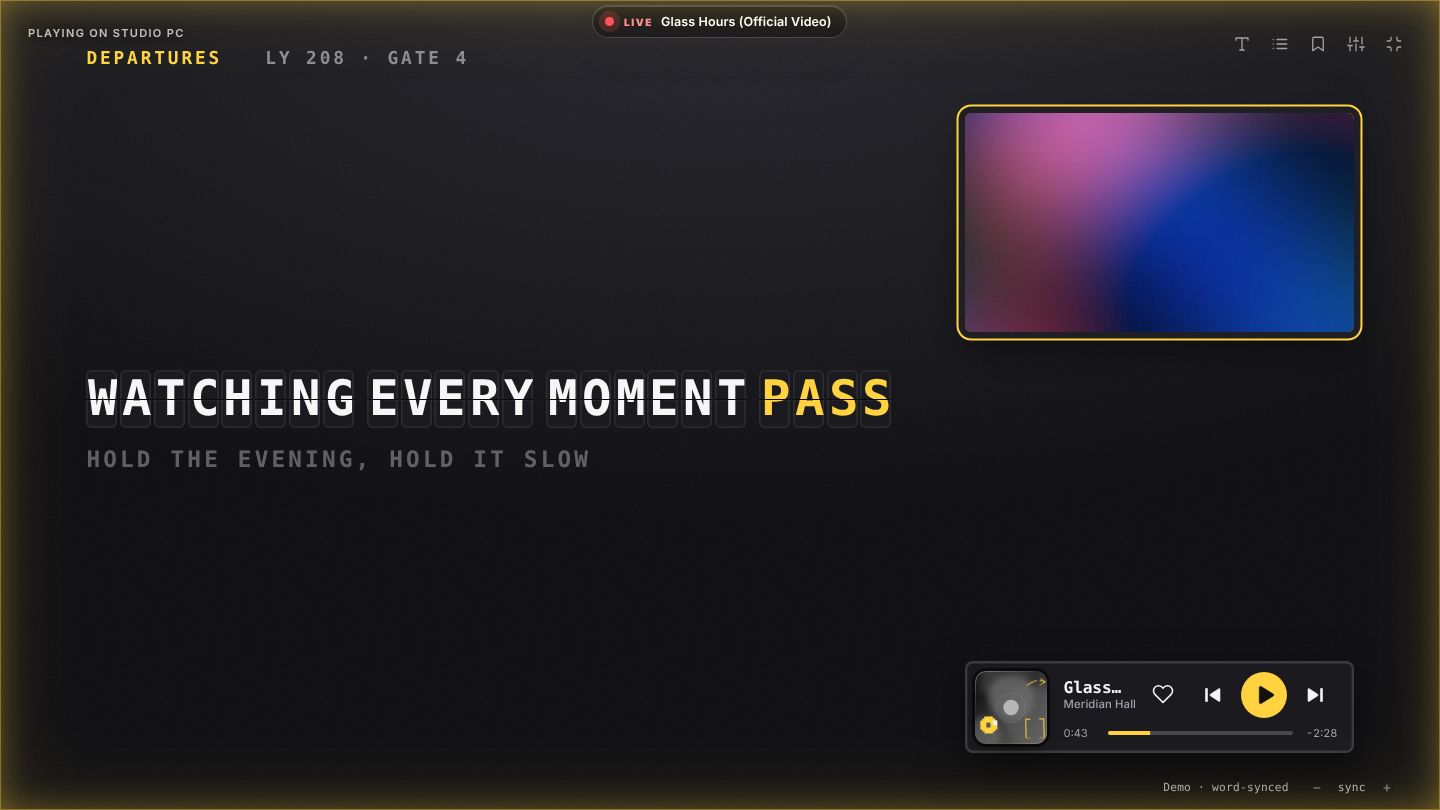 LIVE Glass Hours (Official Video)
PLAYING ON STUDIO PC
DEPARTURES LY 208 · GATE 4
WATCHING EVERY MOMENT PASS
HOLD THE EVENING, HOLD IT SLOW
Glass…
Meridian Hall
0:43 -2:28
Demo · word-synced − sync +